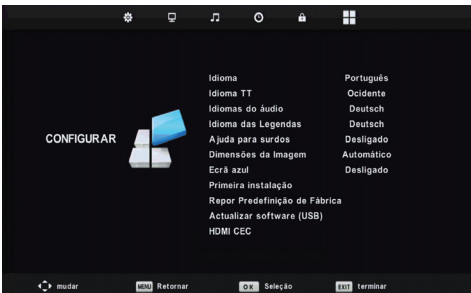 Idioma Português
Idioma TT Ocidente
Idiomas do áudio Deutsch
Idioma das Legendas Deutsch
CONFIGURAR
Ajuda para surdos Desligado
Dimensões da Imagem Automático
Ecrã azul Desligado
Primeira instalação
Repor Predefinição de Fábrica
Actualizar software (USB)
HDMI CEC
mudar MENU Retornar OK Seleção EXIT terminar